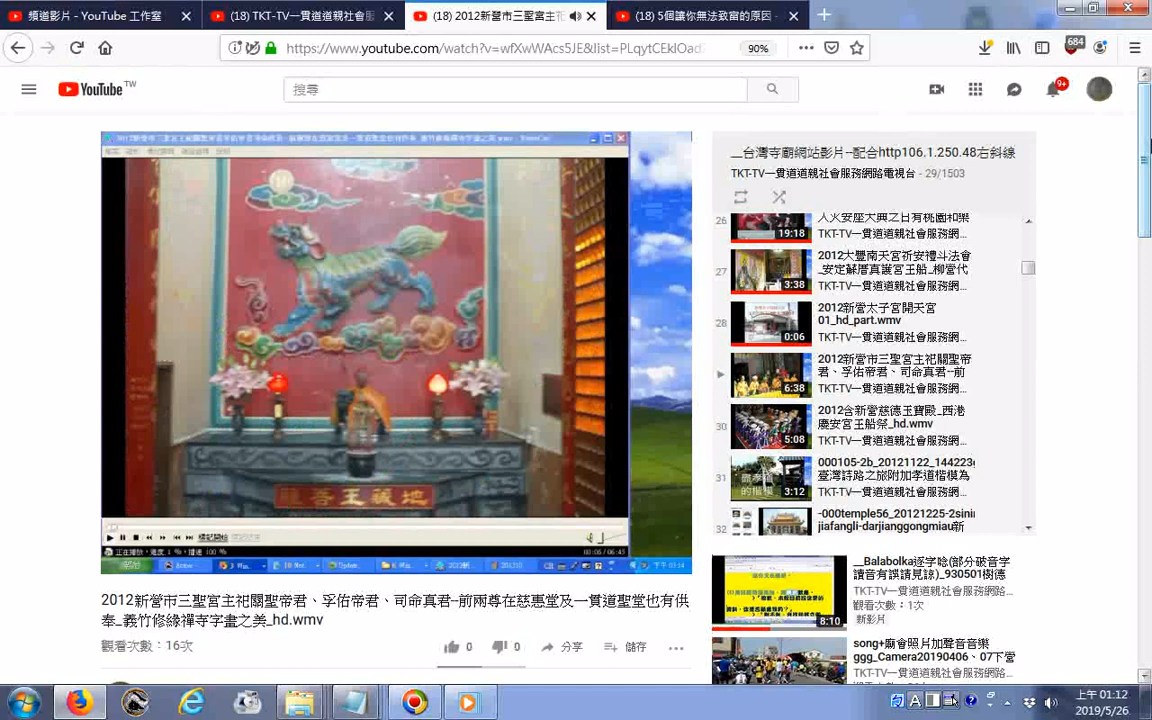 頻道影片 - YouTube 工作室
(18) TKT-TV一貫道道親社會服
(18) 2012新營市三聖宮主祀
(18) 5個讓你無法致富的原因 -
https://www.youtube.com/watch?v=wfXwWAcs5JE&list=PLqytCEkIOad
90%
684
YouTube TW
搜尋
9+
__台灣寺廟網站影片--配合http106.1.250.48右斜線
TKT-TV一貫道道親社會服務網路電視台 - 29/1503
26
人火安座大典之日有桃園和樂
19:18
TKT-TV一貫道道親社會服務網...
27
2012大豐南天宮祈安禮斗法會
_安定蘇厝真護宮王船_柳營代
3:38
TKT-TV一貫道道親社會服務網...
28
2012新營太子宮開天宮
01_hd_part.wmv
0:06
TKT-TV一貫道道親社會服務網...
2012新營市三聖宮主祀關聖帝
君、孚佑帝君、司命真君--前
6:38
TKT-TV一貫道道親社會服務網...
30
2012含新營慈德玉寶殿_西港
慶安宮王船祭_hd.wmv
5:08
TKT-TV一貫道道親社會服務網...
31
000105-2b_20121122_144223g
臺灣詩路之旅附加孝道楷模為
3:12
TKT-TV一貫道道親社會服務網...
32
-000temple56_20121225-2sinir
jiafangli-darjianggongmiau新
地福王善龍
00:06 / 06:45
下午 03:14
2012新營市三聖宮主祀關聖帝君、孚佑帝君、司命真君--前兩尊在慈惠堂及一貫道聖堂也有供
奉_義竹修緣禪寺字畫之美_hd.wmv
觀看次數：16次
0
0
分享
儲存
__Balabolka逐字唸(部分破音字
讀音有誤請見諒)_930501樹德
TKT-TV一貫道道親社會服務網路...
觀看次數：1次
8:10
新影片
song+廟會照片加聲音音樂
ggg_Camera20190406、07下營
TKT-TV一貫道道親社會服務網路...
觀看次數：2次
上午 01:12
2019/5/26